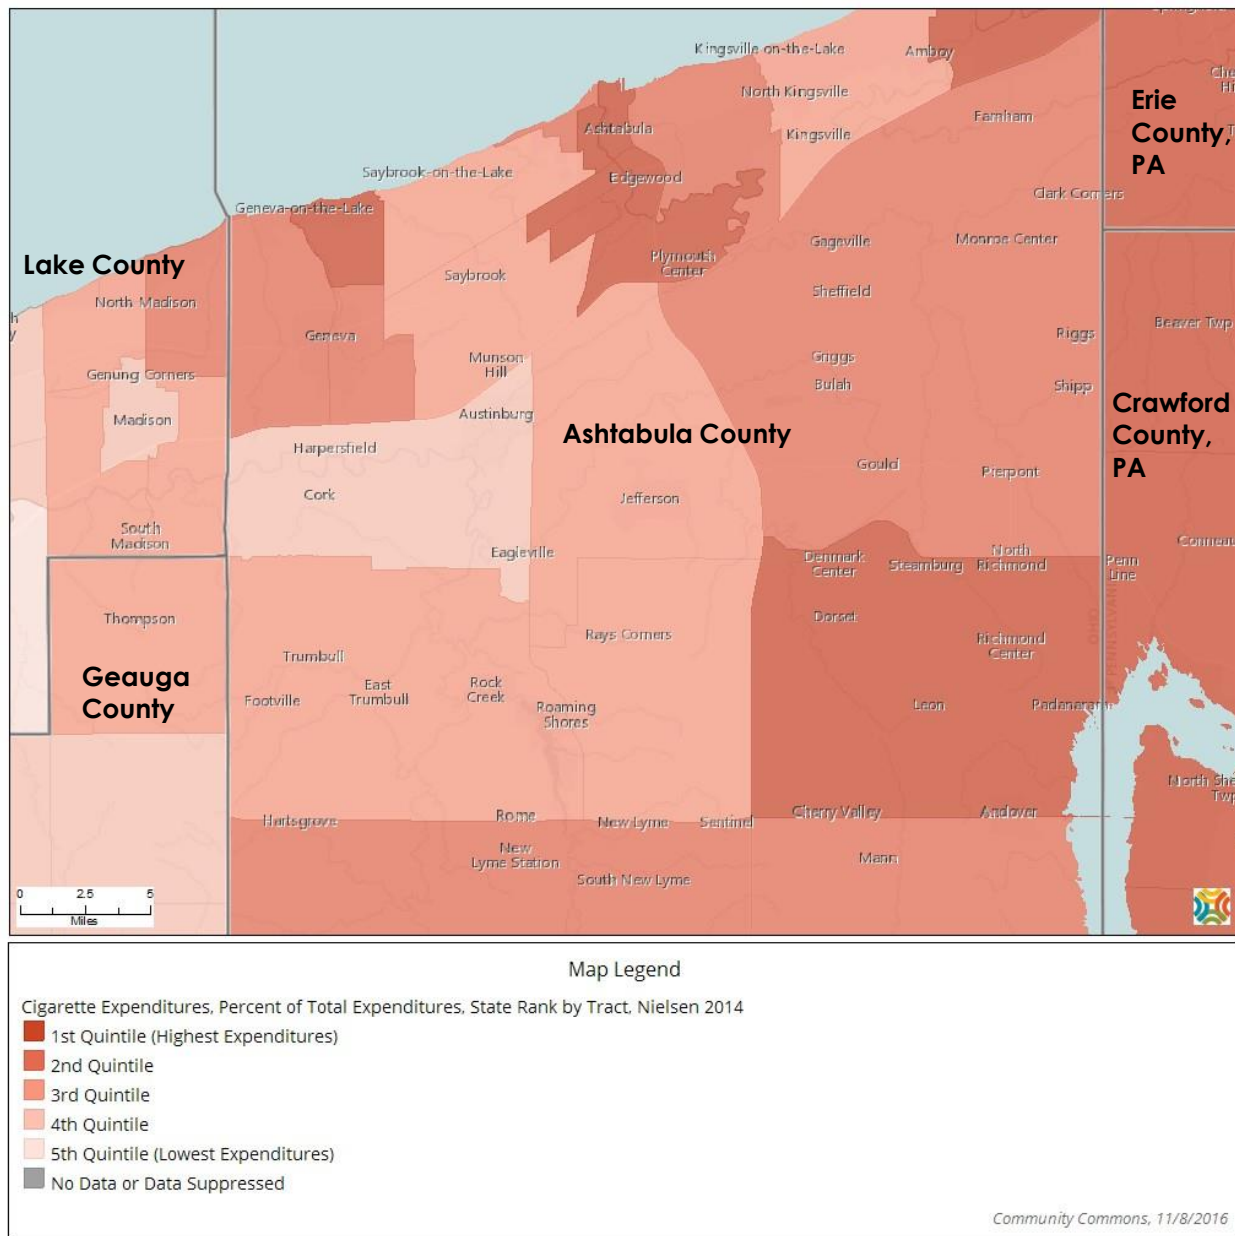 Kingsville-on-the-Lake
Amboy
North Kingsville
Erie
County,
PA
Farnham
Ashtabula
Kingsville
Saybrook-on-the-Lake
Edgewood
Clark Corners
Geneva-on-the-Lake
Gageville
Monroe Center
Plymouth
Center
Lake County
Saybrook
Sheffield
North Madison
Beaver Twp
Geneva
Riggs
Munson
Hill
Griggs
Genung Corners
Bulah
Shipp
Madison
Austinburg
Crawford
County,
PA
Ashtabula County
Harpersfield
Gould
Pierpont
Cork
Jefferson
South
Madison
Eagleville
Denmark
Center
Steamburg
North
Richmond
Penn
Line
Conneau
OHIO
PENNSYLVANI
Thompson
Dorset
Rays Corners
Richmond
Center
Trumbull
Geauga
County
East
Trumbull
Rock
Creek
Footville
Roaming
Shores
Leon
Padanaram
North She
Twp
Hartsgrove
Rome
New Lyme
Sentinel
Cherry Valley
Andover
New
Lyme Station
Mann
South New Lyme
0 2.5 5
Miles
Map Legend
Cigarette Expenditures, Percent of Total Expenditures, State Rank by Tract, Nielsen 2014
1st Quintile (Highest Expenditures)
2nd Quintile
3rd Quintile
4th Quintile
5th Quintile (Lowest Expenditures)
No Data or Data Suppressed
Community Commons, 11/8/2016